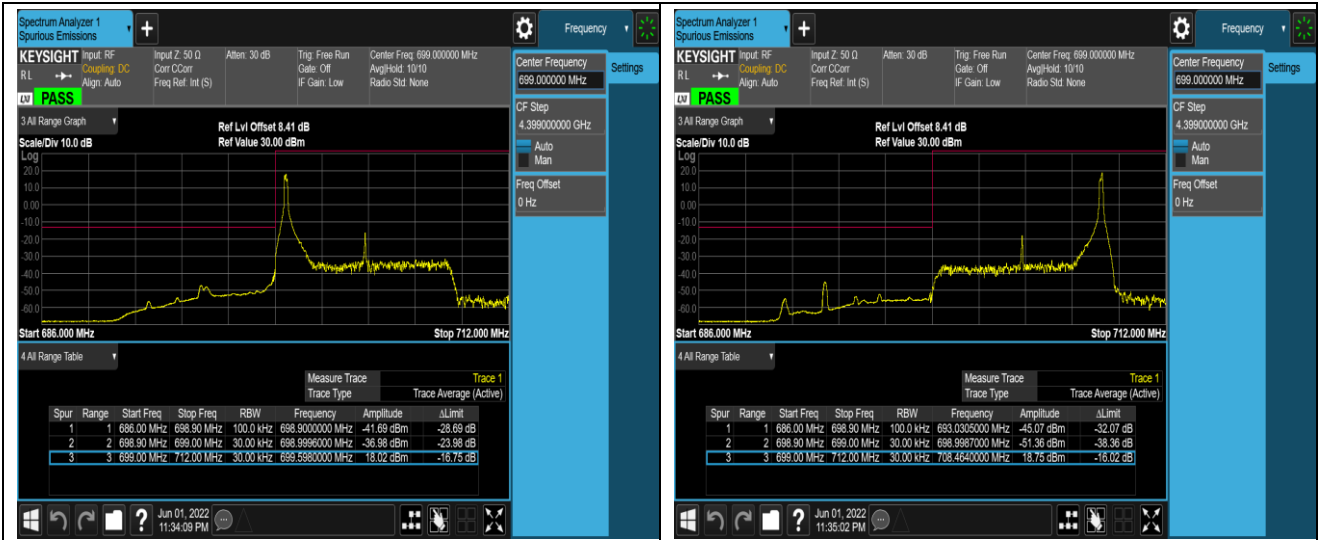 Spectrum Analyzer 1
Spurious Emissions
+
Frequency
KEYSIGHT Input: RF Input Z: 50 Ω Atten: 30 dB Trig: Free Run Center Freq: 699.000000 MHz
RL Coupling: DC Corr CCorr Gate: Off Avg|Hold: 10/10
Align: Auto Freq Ref: Int (S) IF Gain: Low Radio Std: None
PASS
Center Frequency
699.000000 MHz
Settings
CF Step
4.399000000 GHz
Auto
Man
Freq Offset
0 Hz
3 All Range Graph
Ref Lvl Offset 8.41 dB
Scale/Div 10.0 dB Ref Value 30.00 dBm
Log
20.0
10.0
0.00
-10.0
-20.0
-30.0
-40.0
-50.0
-60.0
Start 686.000 MHz Stop 712.000 MHz
4 All Range Table
Measure Trace Trace 1
Trace Type Trace Average (Active)
Spur Range Start Freq Stop Freq RBW Frequency Amplitude ΔLimit
1 1 686.00 MHz 698.90 MHz 100.0 kHz 698.9000000 MHz -41.69 dBm -28.69 dB
2 2 698.90 MHz 699.00 MHz 30.00 kHz 698.9996000 MHz -36.98 dBm -23.98 dB
3 3 699.00 MHz 712.00 MHz 30.00 kHz 699.5980000 MHz 18.02 dBm -16.75 dB
?
Jun 01, 2022
11:34:09 PM
Spectrum Analyzer 1
Spurious Emissions
+
Frequency
KEYSIGHT Input: RF Input Z: 50 Ω Atten: 30 dB Trig: Free Run Center Freq: 699.000000 MHz
RL Coupling: DC Corr CCorr Gate: Off Avg|Hold: 10/10
Align: Auto Freq Ref: Int (S) IF Gain: Low Radio Std: None
PASS
Center Frequency
699.000000 MHz
Settings
CF Step
4.399000000 GHz
Auto
Man
Freq Offset
0 Hz
3 All Range Graph
Ref Lvl Offset 8.41 dB
Scale/Div 10.0 dB Ref Value 30.00 dBm
Log
20.0
10.0
0.00
-10.0
-20.0
-30.0
-40.0
-50.0
-60.0
Start 686.000 MHz Stop 712.000 MHz
4 All Range Table
Measure Trace Trace 1
Trace Type Trace Average (Active)
Spur Range Start Freq Stop Freq RBW Frequency Amplitude ΔLimit
1 1 686.00 MHz 698.90 MHz 100.0 kHz 693.0305000 MHz -45.07 dBm -32.07 dB
2 2 698.90 MHz 699.00 MHz 30.00 kHz 698.9987000 MHz -51.36 dBm -38.36 dB
3 3 699.00 MHz 712.00 MHz 30.00 kHz 708.4640000 MHz 18.75 dBm -16.02 dB
?
Jun 01, 2022
11:35:02 PM